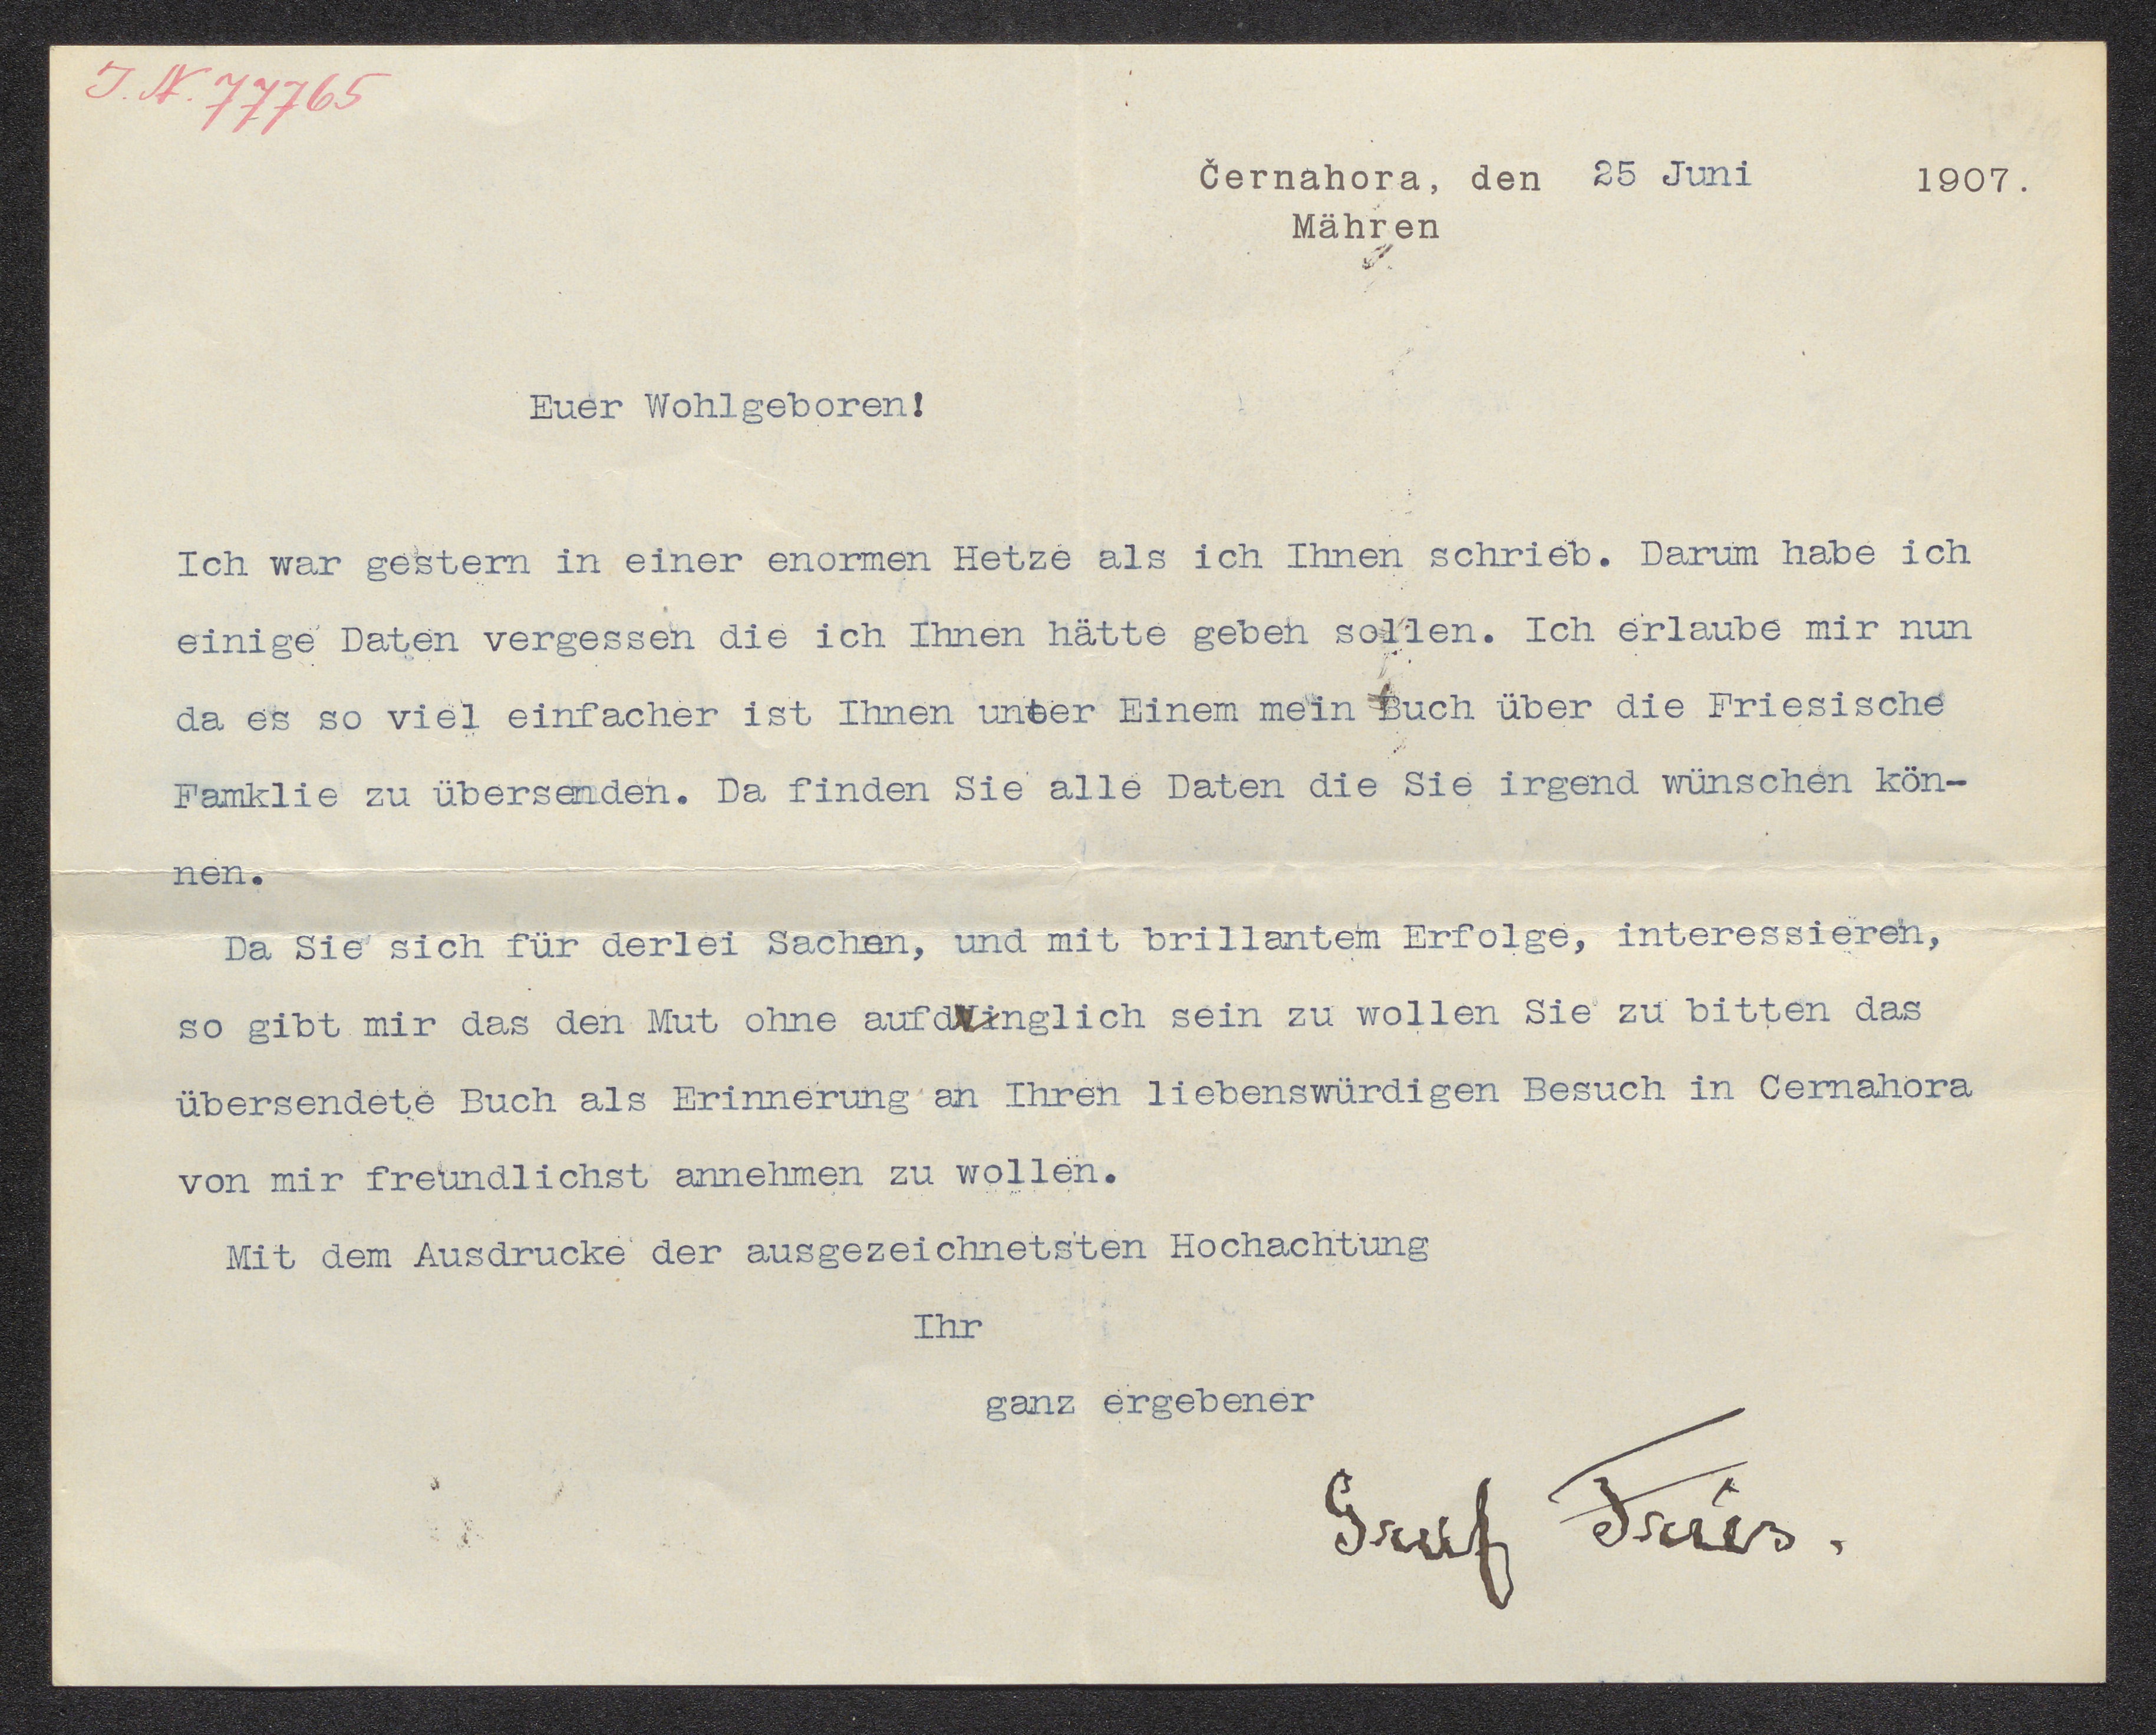 J. N. 77765
Černahora, den 25 Juni 1907.
Mähren
Euer Wohlgeboren!
Ich war gestern in einer enormen Hetze als ich Ihnen schrieb. Darum habe ich
einige Daten vergessen die ich Ihnen hätte geben sollen. Ich erlaube mir nun
da es so viel einfacher ist Ihnen unter Einem mein Buch über die Friesische
Famklie zu übersenden. Da finden Sie alle Daten die Sie irgend wünschen kön-
nen.
Da Sie sich für derlei Sachen, und mit brillantem Erfolge, interessieren,
so gibt mir das den Mut ohne aufdringlich sein zu wollen Sie zu bitten das
übersendete Buch als Erinnerung an Ihren liebenswürdigen Besuch in Cernahora
von mir freundlichst annehmen zu wollen.
Mit dem Ausdrucke der ausgezeichnetsten Hochachtung
Ihr
ganz ergebener
Graf Fries.